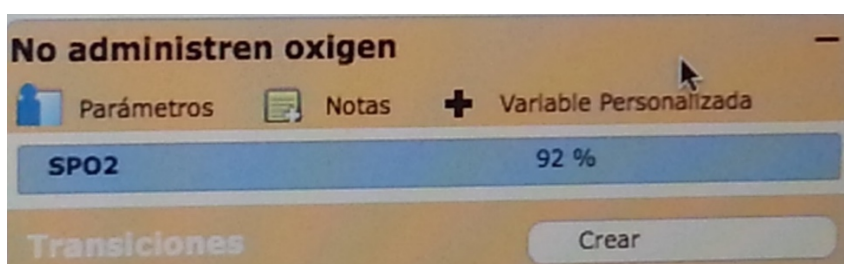 No administren oxigen
Parámetros Notas Variable Personalizada
SPO2 92 %
Transiciones Crear